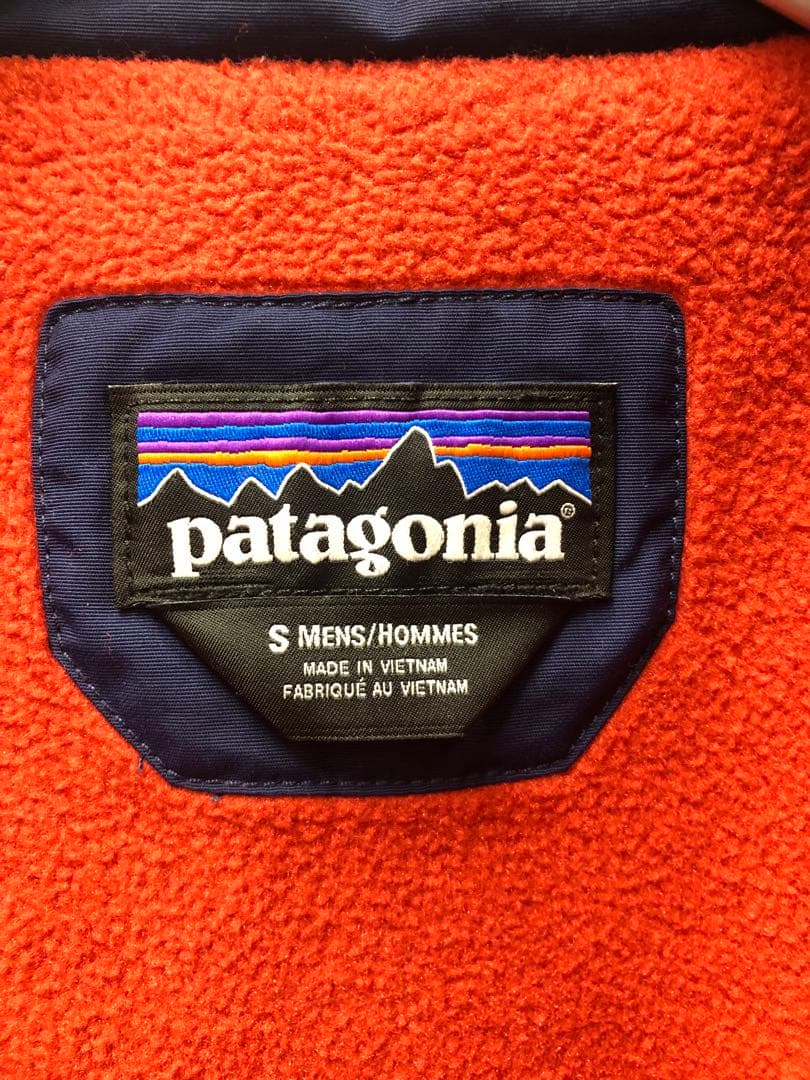 patagonia®
S MENS/HOMMES
MADE IN VIETNAM
FABRIQUÉ AU VIETNAM